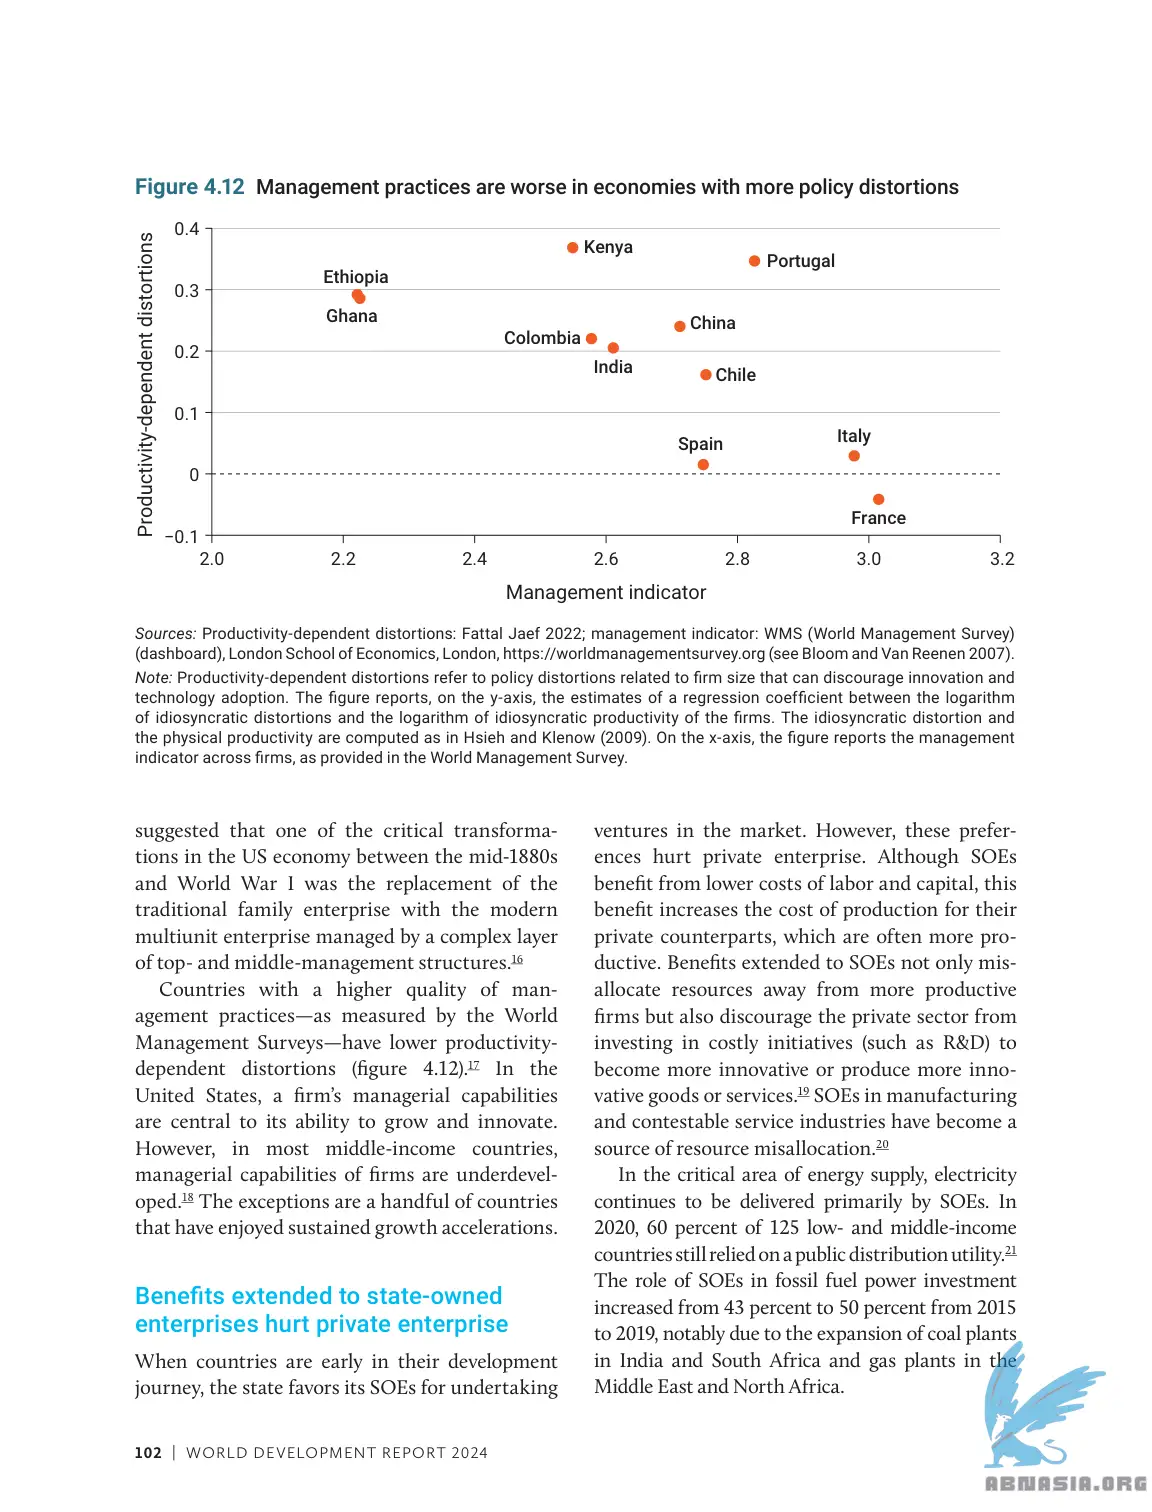 Figure 4.12 Management practices are worse in economies with more policy distortions
Productivity-dependent distortions
0.4
0.3
0.2
0.1
0
−0.1
Kenya
Portugal
Ethiopia
Ghana
China
Colombia
India
Chile
Italy
Spain
France
2.0 2.2 2.4 2.6 2.8 3.0 3.2
Management indicator
Sources: Productivity-dependent distortions: Fattal Jaef 2022; management indicator: WMS (World Management Survey)
(dashboard), London School of Economics, London, https://worldmanagementsurvey.org (see Bloom and Van Reenen 2007).
Note: Productivity-dependent distortions refer to policy distortions related to firm size that can discourage innovation and
technology adoption. The figure reports, on the y-axis, the estimates of a regression coefficient between the logarithm
of idiosyncratic distortions and the logarithm of idiosyncratic productivity of the firms. The idiosyncratic distortion and
the physical productivity are computed as in Hsieh and Klenow (2009). On the x-axis, the figure reports the management
indicator across firms, as provided in the World Management Survey.
suggested that one of the critical transforma-
tions in the US economy between the mid-1880s
and World War I was the replacement of the
traditional family enterprise with the modern
multiunit enterprise managed by a complex layer
of top- and middle-management structures.16
Countries with a higher quality of man-
agement practices—as measured by the World
Management Surveys—have lower productivity-
dependent distortions (figure 4.12).17 In the
United States, a firm's managerial capabilities
are central to its ability to grow and innovate.
However, in most middle-income countries,
managerial capabilities of firms are underdevel-
oped.18 The exceptions are a handful of countries
that have enjoyed sustained growth accelerations.
Benefits extended to state-owned
enterprises hurt private enterprise
When countries are early in their development
journey, the state favors its SOEs for undertaking
ventures in the market. However, these prefer-
ences hurt private enterprise. Although SOEs
benefit from lower costs of labor and capital, this
benefit increases the cost of production for their
private counterparts, which are often more pro-
ductive. Benefits extended to SOEs not only mis-
allocate resources away from more productive
firms but also discourage the private sector from
investing in costly initiatives (such as R&D) to
become more innovative or produce more inno-
vative goods or services.19 SOEs in manufacturing
and contestable service industries have become a
source of resource misallocation.20
In the critical area of energy supply, electricity
continues to be delivered primarily by SOEs. In
2020, 60 percent of 125 low- and middle-income
countries still relied on a public distribution utility.21
The role of SOEs in fossil fuel power investment
increased from 43 percent to 50 percent from 2015
to 2019, notably due to the expansion of coal plants
in India and South Africa and gas plants in the
Middle East and North Africa.
102 | WORLD DEVELOPMENT REPORT 2024
ABNASIA.ORG